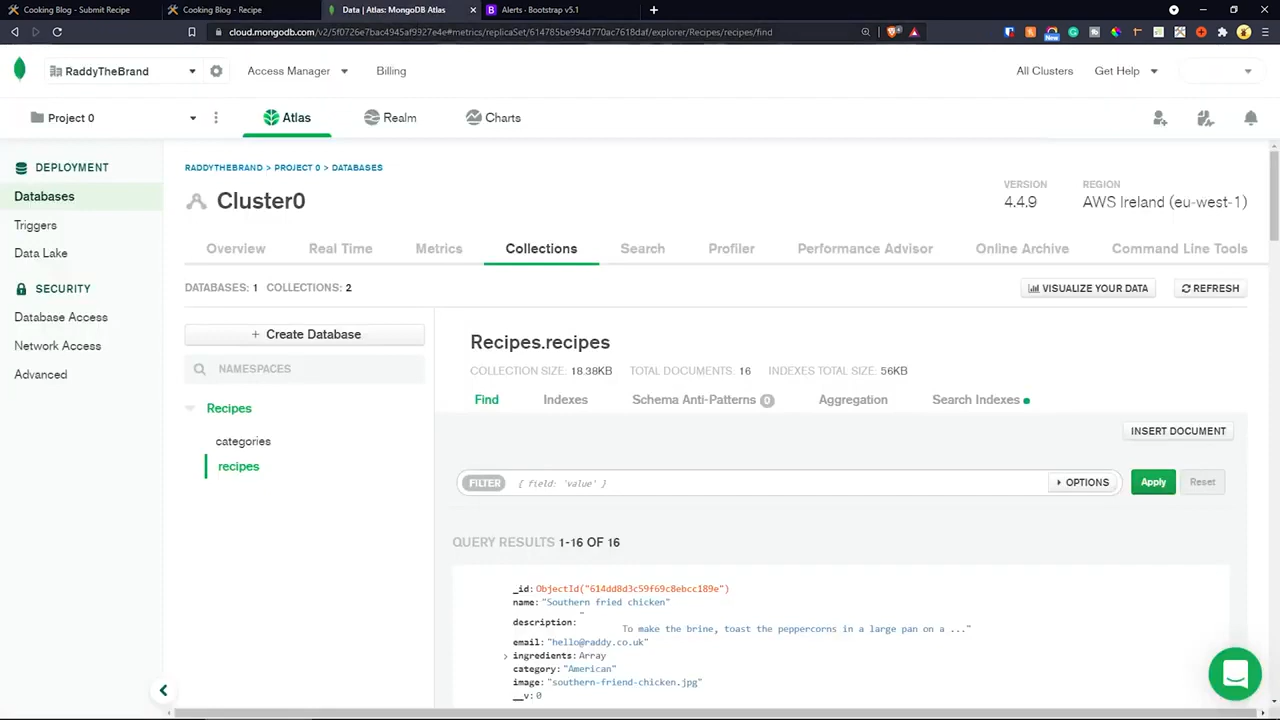 Cooking Blog - Submit Recipe
Cooking Blog - Recipe
Data | Atlas: MongoDB Atlas
Alerts · Bootstrap v5.1
cloud.mongodb.com/v2/5f0726e7bac4945af9927e4e#metrics/replicaSet/614785be994d770ac7618daf/explorer/Recipes/recipes/find
RaddyTheBrand
Access Manager
Billing
All Clusters
Get Help
Project 0
Atlas
Realm
Charts
DEPLOYMENT
Databases
Triggers
Data Lake
SECURITY
Database Access
Network Access
Advanced
RADDYTHEBRAND > PROJECT 0 > DATABASES
Cluster0
VERSION
4.4.9
REGION
AWS Ireland (eu-west-1)
Overview
Real Time
Metrics
Collections
Search
Profiler
Performance Advisor
Online Archive
Command Line Tools
DATABASES: 1 COLLECTIONS: 2
VISUALIZE YOUR DATA
REFRESH
+ Create Database
NAMESPACES
Recipes
categories
recipes
Recipes.recipes
COLLECTION SIZE: 18.38KB TOTAL DOCUMENTS: 16 INDEXES TOTAL SIZE: 56KB
Find
Indexes
Schema Anti-Patterns 0
Aggregation
Search Indexes
INSERT DOCUMENT
FILTER { field: 'value' }
OPTIONS
Apply
Reset
QUERY RESULTS 1-16 OF 16
_id: ObjectId("614dd8d3c59f69c8ebcc189e")
name: "Southern fried chicken"
description: "
To make the brine, toast the peppercorns in a large pan on a ..."
email: "hello@raddy.co.uk"
ingredients: Array
category: "American"
image: "southern-friend-chicken.jpg"
__v: 0